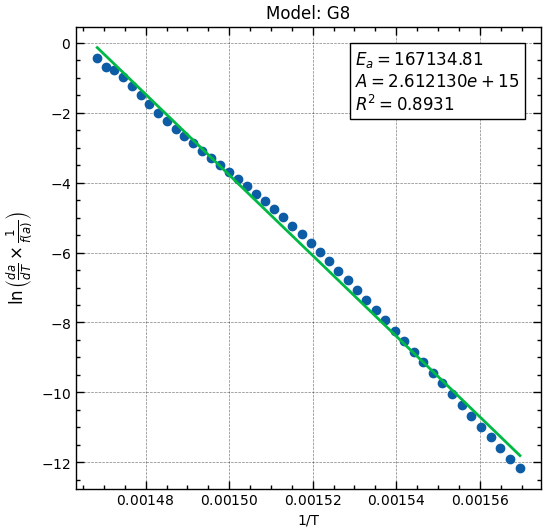 Model: G8
E_a = 167134.81
A = 2.612130e + 15
R^2 = 0.8931
0
−2
−4
−6
−8
−10
−12
ln(da/dT × 1/f(a))
0.00148 0.00150 0.00152 0.00154 0.00156
1/T